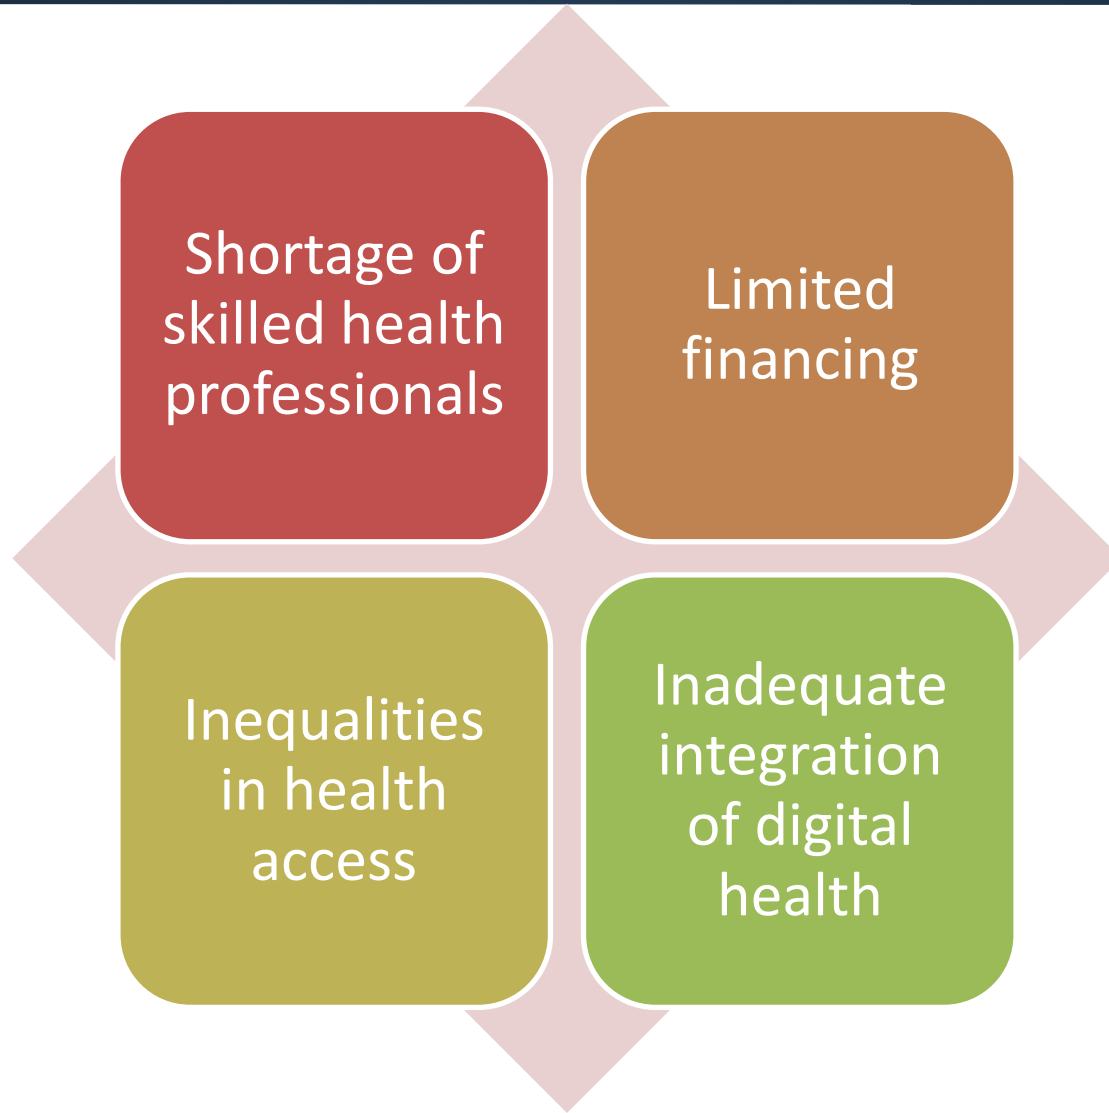 Shortage of
skilled health
professionals
Limited
financing
Inequalities
in health
access
Inadequate
integration
of digital
health